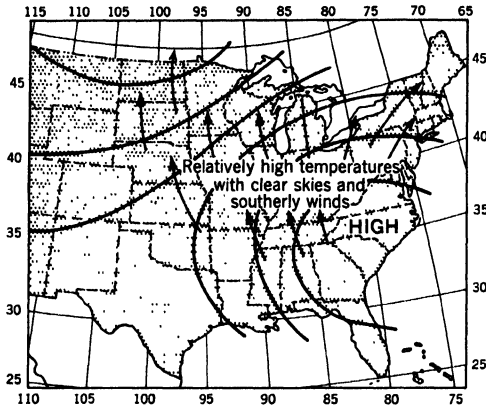 115 110 105 100 95 90 85 80 75 70 65
45 45
40 40
Relatively high temperatures
with clear skies and
southerly winds
35 HIGH 35
30 30
25 25
110 105 100 95 90 85 80 75